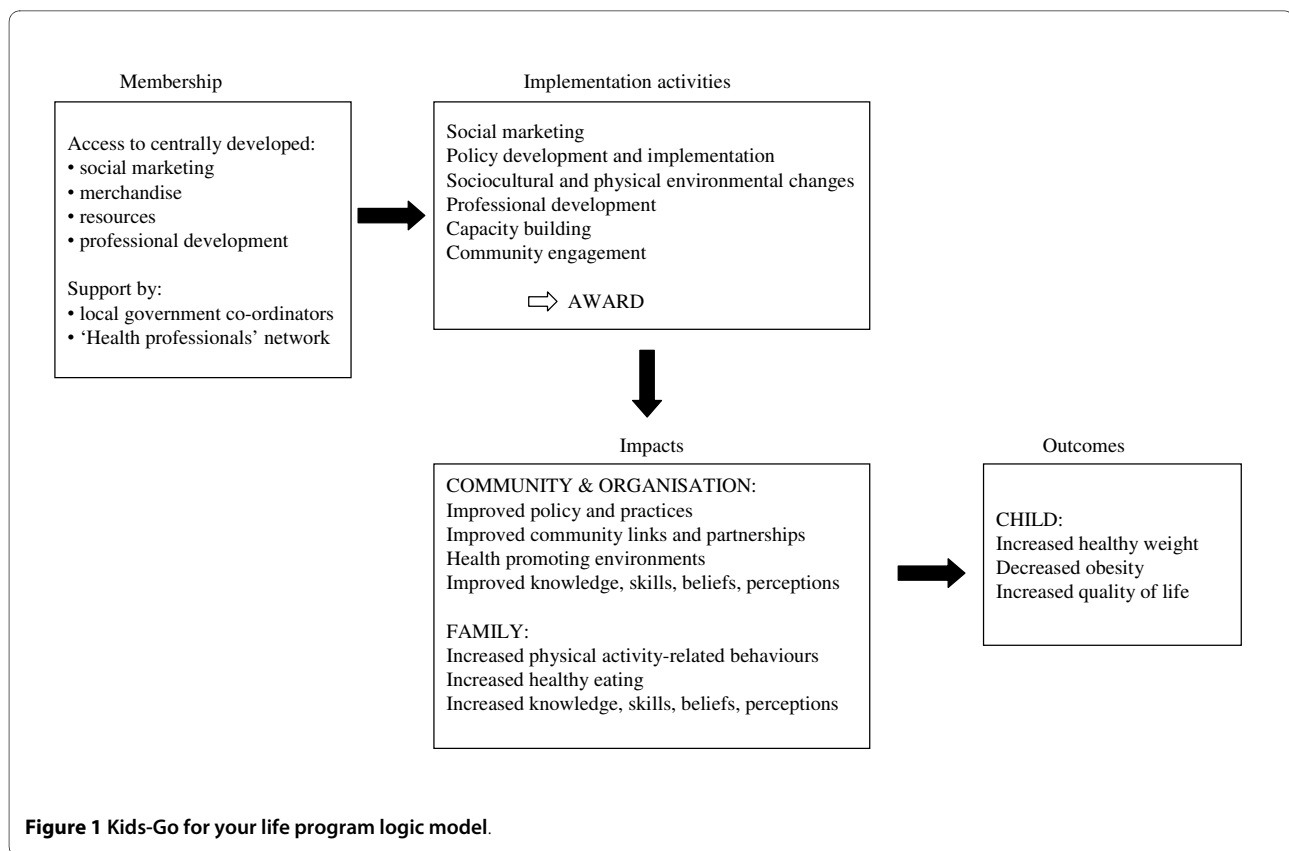 Membership
Access to centrally developed:
• social marketing
• merchandise
• resources
• professional development
Support by:
• local government co-ordinators
• ‘Health professionals’ network
Implementation activities
Social marketing
Policy development and implementation
Sociocultural and physical environmental changes
Professional development
Capacity building
Community engagement
AWARD
Impacts
COMMUNITY & ORGANISATION:
Improved policy and practices
Improved community links and partnerships
Health promoting environments
Improved knowledge, skills, beliefs, perceptions
FAMILY:
Increased physical activity-related behaviours
Increased healthy eating
Increased knowledge, skills, beliefs, perceptions
Outcomes
CHILD:
Increased healthy weight
Decreased obesity
Increased quality of life
Figure 1 Kids-Go for your life program logic model.